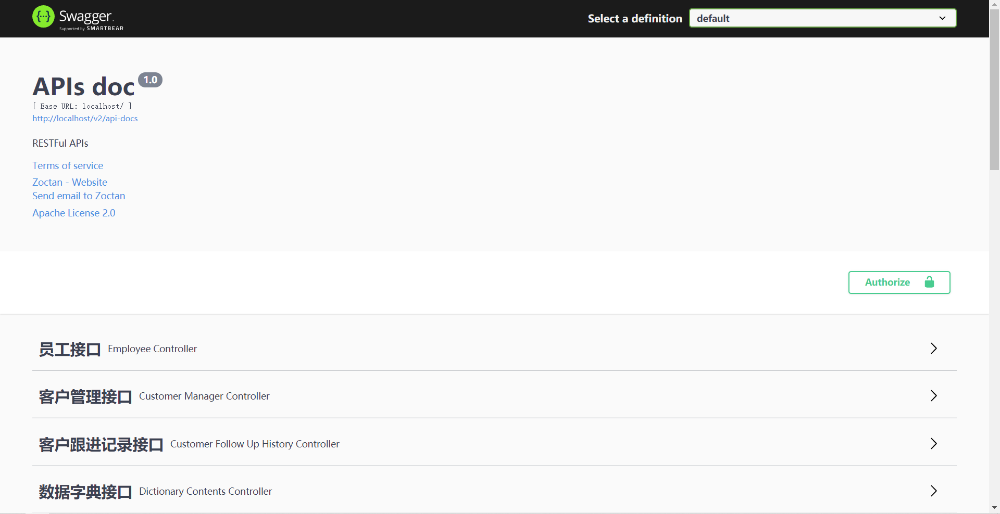 Swagger
Supported by SMARTBEAR
Select a definition
default
APIs doc 1.0
[ Base URL: localhost/ ]
http://localhost/v2/api-docs
RESTFul APIs
Terms of service
Zoctan - Website
Send email to Zoctan
Apache License 2.0
Authorize
员工接口 Employee Controller
客户管理接口 Customer Manager Controller
客户跟进记录接口 Customer Follow Up History Controller
数据字典接口 Dictionary Contents Controller